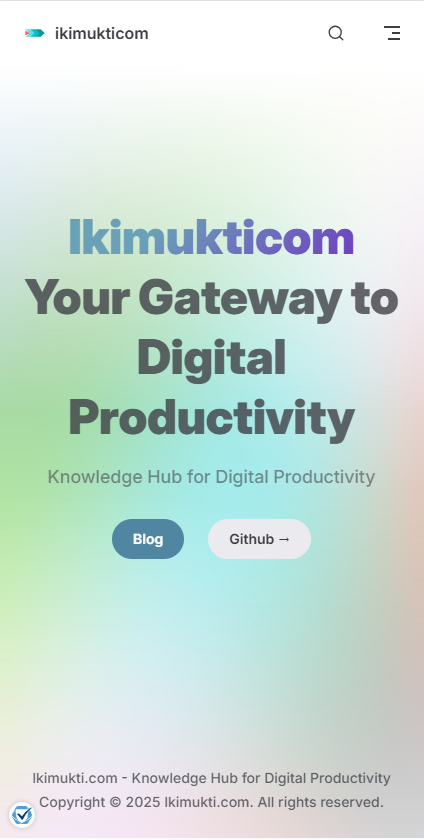 ikimukticom
Ikimukticom
Your Gateway to
Digital
Productivity
Knowledge Hub for Digital Productivity
Blog
Github →
Ikimukti.com - Knowledge Hub for Digital Productivity
Copyright © 2025 Ikimukti.com. All rights reserved.